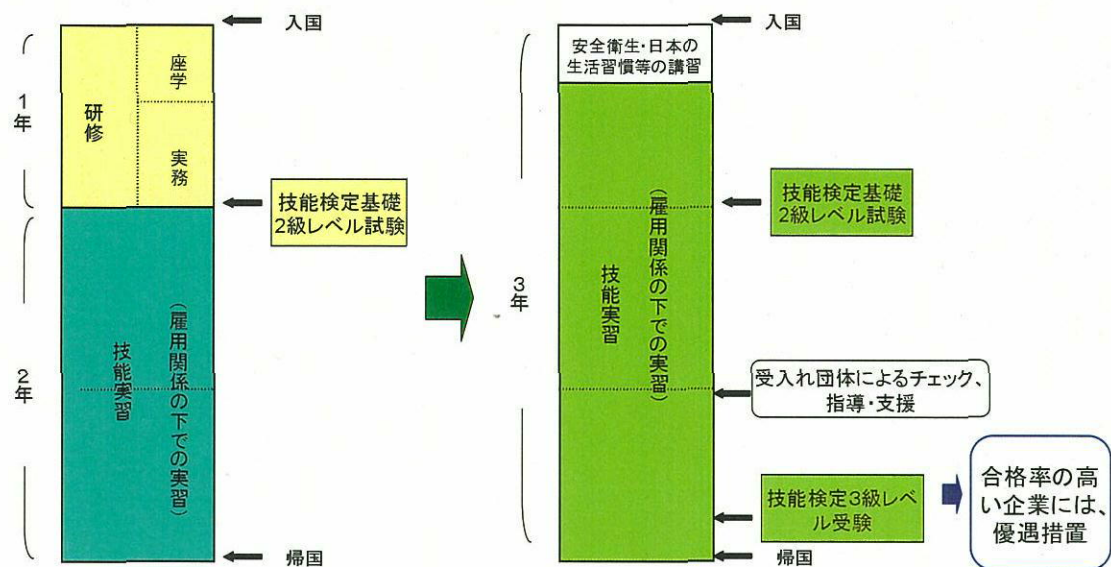 入国
1年
研修
座学
実務
技能検定基礎
2級レベル試験
2年
技能実習
(雇用関係の下での実習)
帰国
入国
安全衛生・日本の
生活習慣等の講習
3年
技能実習
(雇用関係の下での実習)
技能検定基礎
2級レベル試験
受入れ団体によるチェック、
指導・支援
技能検定3級レベ
ル受験
合格率の高
い企業には、
優遇措置
帰国